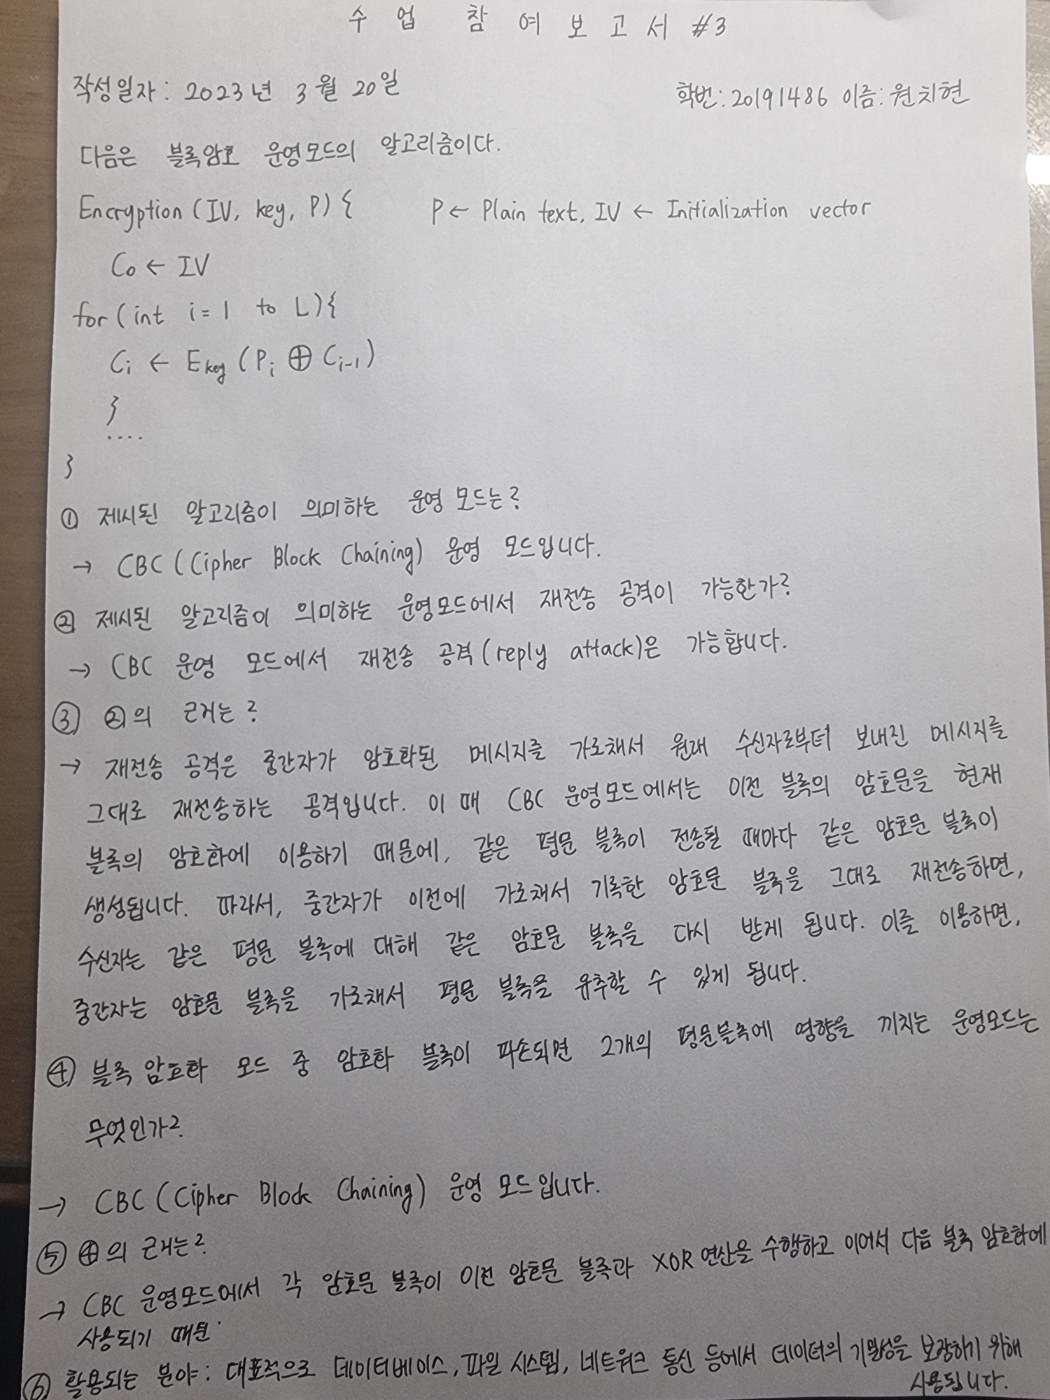 수 업 참 여 보 고 서 #3
작성일자 : 2023년 3월 20일 학번 : 20191486 이름 : 원치현
다음은 블록암호 운영모드의 알고리즘이다.
Encryption (IV, key, P) { P ← Plain text, IV ← Initialization vector
C₀ ← IV
for (int i = 1 to L) {
Cᵢ ← E_key (Pᵢ ⊕ Cᵢ₋₁)
}
....
}
① 제시된 알고리즘이 의미하는 운영 모드는?
→ CBC (Cipher Block Chaining) 운영 모드입니다.
② 제시된 알고리즘이 의미하는 운영모드에서 재전송 공격이 가능한가?
→ CBC 운영 모드에서 재전송 공격(reply attack)은 가능합니다.
③ ②의 근거는?
→ 재전송 공격은 중간자가 암호화된 메시지를 가로채서 원래 수신자로부터 보내진 메시지를
그대로 재전송하는 공격입니다. 이 때 CBC 운영모드에서는 이전 블록의 암호문을 현재
블록의 암호화에 이용하기 때문에, 같은 평문 블록이 전송될 때마다 같은 암호문 블록이
생성됩니다. 따라서, 중간자가 이전에 가로채서 기록한 암호문 블록을 그대로 재전송하면,
수신자는 같은 평문 블록에 대해 같은 암호문 블록을 다시 받게 됩니다. 이를 이용하면,
중간자는 암호문 블록을 가로채서 평문 블록을 유추할 수 있게 됩니다.
④ 블록 암호화 모드 중 암호화 블록이 파손되면 2개의 평문블록에 영향을 끼치는 운영모드는
무엇인가?
→ CBC (Cipher Block Chaining) 운영 모드입니다.
⑤ ④의 근거는?
→ CBC 운영모드에서 각 암호문 블록이 이전 암호문 블록과 XOR 연산을 수행하고 이어서 다음 블록 암호화에
사용되기 때문.
⑥ 활용되는 분야 : 대표적으로 데이터베이스, 파일 시스템, 네트워크 통신 등에서 데이터의 기밀성을 보장하기 위해
사용됩니다.